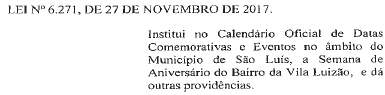 LEI Nº 6.271, DE 27 DE NOVEMBRO DE 2017.
Institui no Calendário Oficial de Datas
Comemorativas e Eventos no âmbito do
Município de São Luís, a Semana de
Aniversário do Bairro da Vila Luizão, e dá
outras providências.